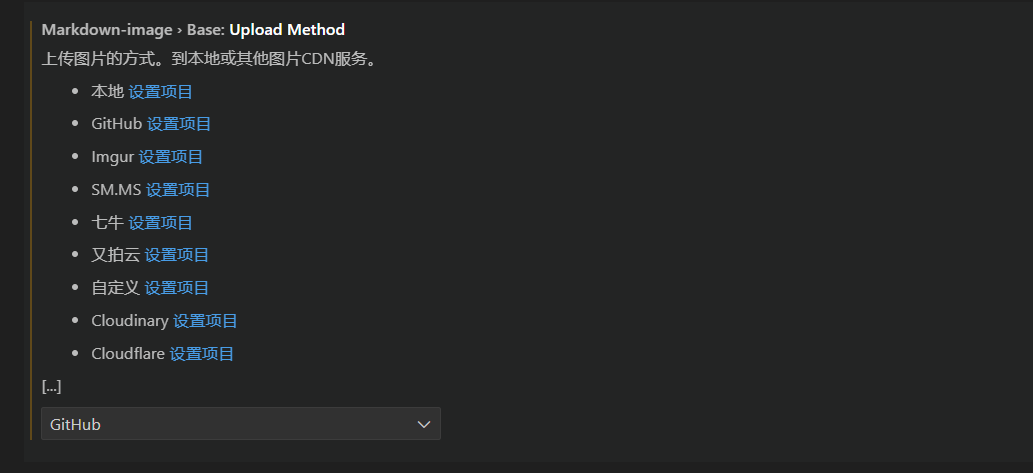 Markdown-image › Base: Upload Method
上传图片的方式。到本地或其他图片CDN服务。
• 本地 设置项目
• GitHub 设置项目
• Imgur 设置项目
• SM.MS 设置项目
• 七牛 设置项目
• 又拍云 设置项目
• 自定义 设置项目
• Cloudinary 设置项目
• Cloudflare 设置项目
[...]
GitHub